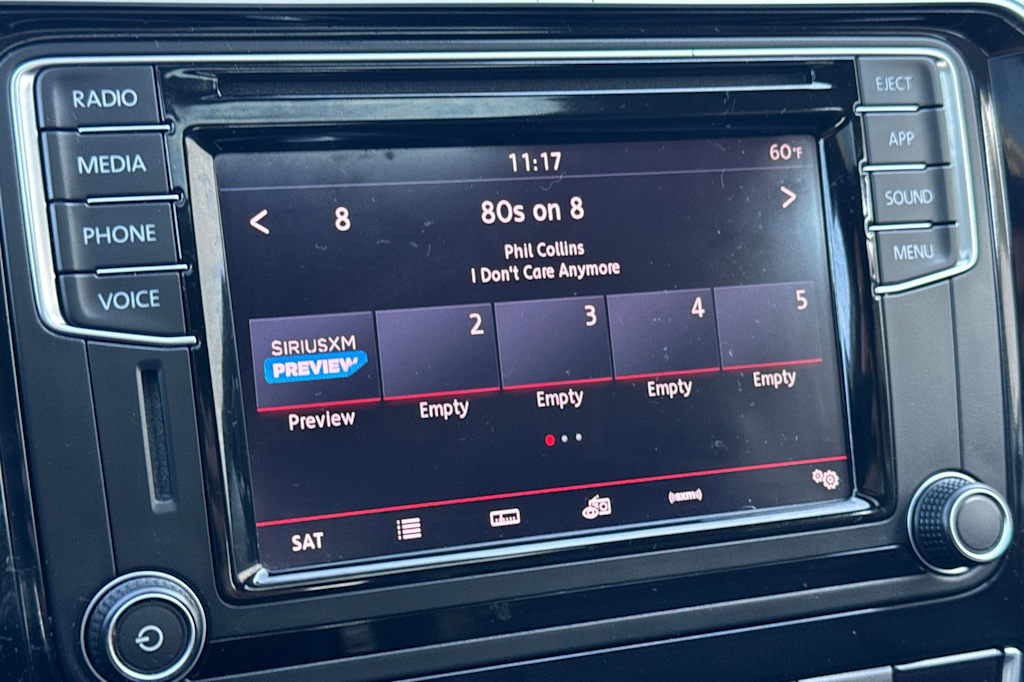 RADIO
MEDIA
PHONE
VOICE
EJECT
APP
SOUND
MENU
11:17
60°F
<
8
80s on 8
>
Phil Collins
I Don't Care Anymore
SIRIUSXM
PREVIEW
2
3
4
5
Preview
Empty
Empty
Empty
Empty
SAT
((SXM))